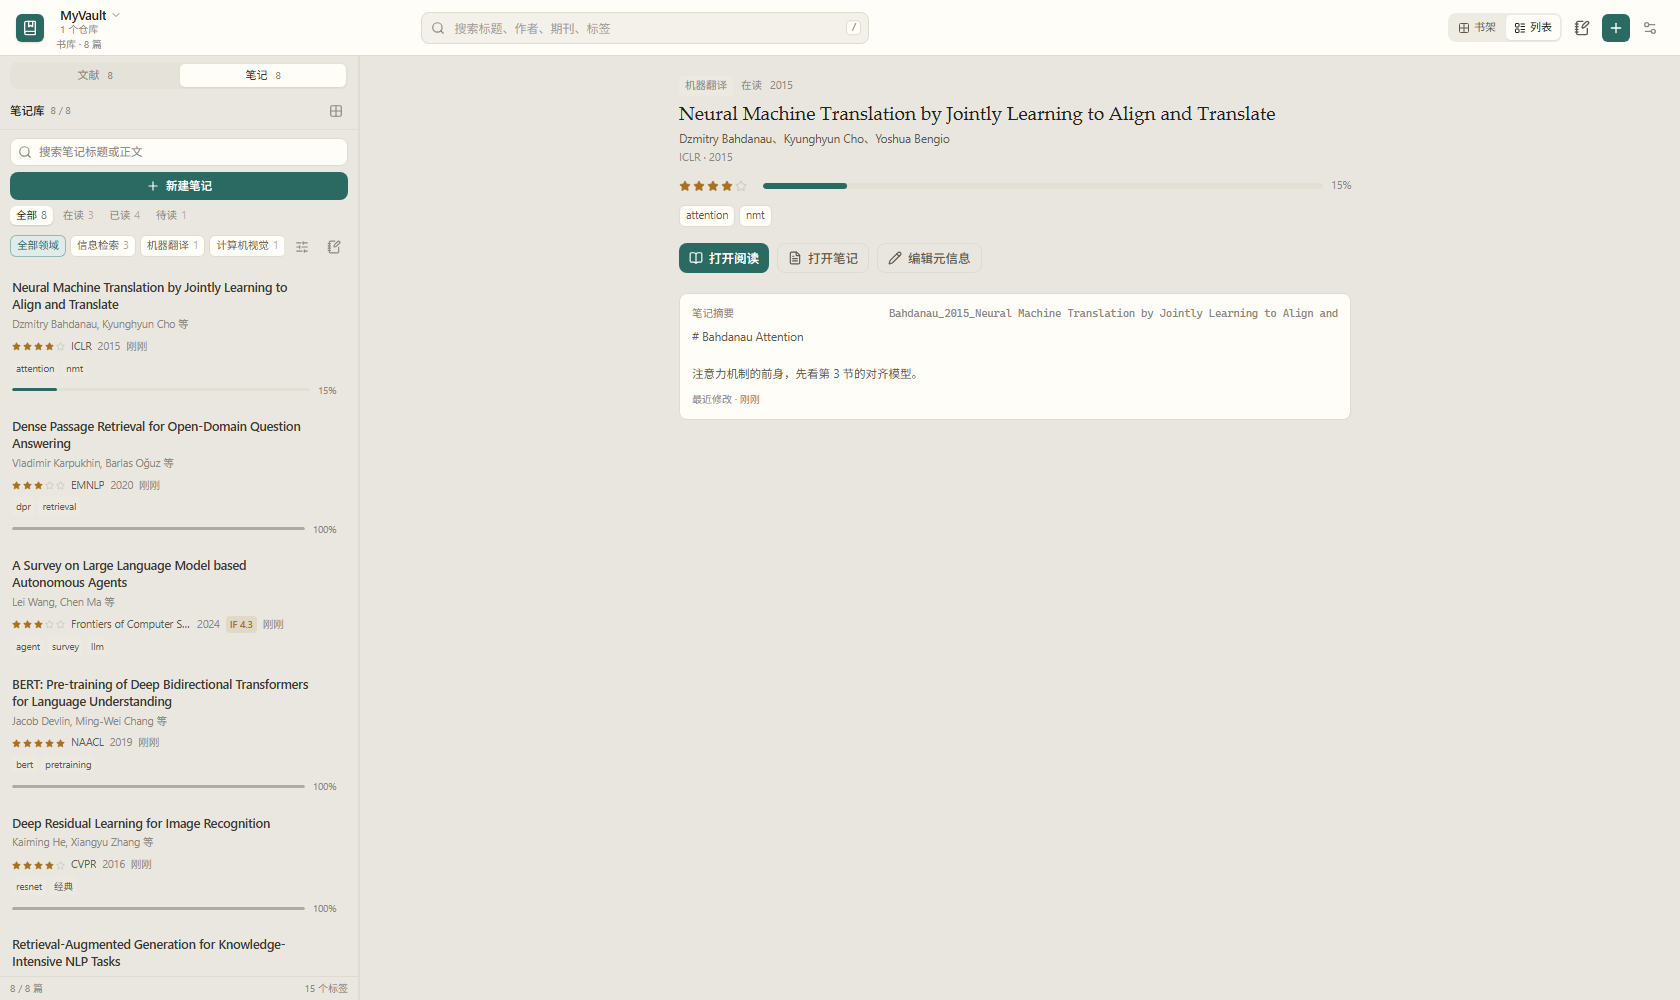 MyVault
1 个仓库
书库 · 8 篇
搜索标题、作者、期刊、标签
/
书架
列表
文献 8
笔记 8
笔记库 8 / 8
搜索笔记标题或正文
新建笔记
全部 8 在读 3 已读 4 待读 1
全部领域 信息检索 3 机器翻译 1 计算机视觉 1
Neural Machine Translation by Jointly Learning to
Align and Translate
Dzmitry Bahdanau, Kyunghyun Cho 等
ICLR 2015 刚刚
attention nmt
15%
Dense Passage Retrieval for Open-Domain Question
Answering
Vladimir Karpukhin, Barlas Oğuz 等
EMNLP 2020 刚刚
dpr retrieval
100%
A Survey on Large Language Model based
Autonomous Agents
Lei Wang, Chen Ma 等
Frontiers of Computer S... 2024 IF 4.3 刚刚
agent survey llm
BERT: Pre-training of Deep Bidirectional Transformers
for Language Understanding
Jacob Devlin, Ming-Wei Chang 等
NAACL 2019 刚刚
bert pretraining
100%
Deep Residual Learning for Image Recognition
Kaiming He, Xiangyu Zhang 等
CVPR 2016 刚刚
resnet 经典
100%
Retrieval-Augmented Generation for Knowledge-
Intensive NLP Tasks
8 / 8 篇
15 个标签
机器翻译 在读 2015
Neural Machine Translation by Jointly Learning to Align and Translate
Dzmitry Bahdanau、Kyunghyun Cho、Yoshua Bengio
ICLR · 2015
15%
attention nmt
打开阅读
打开笔记
编辑元信息
笔记摘要
Bahdanau_2015_Neural Machine Translation by Jointly Learning to Align and
# Bahdanau Attention
注意力机制的前身，先看第 3 节的对齐模型。
最近修改 · 刚刚